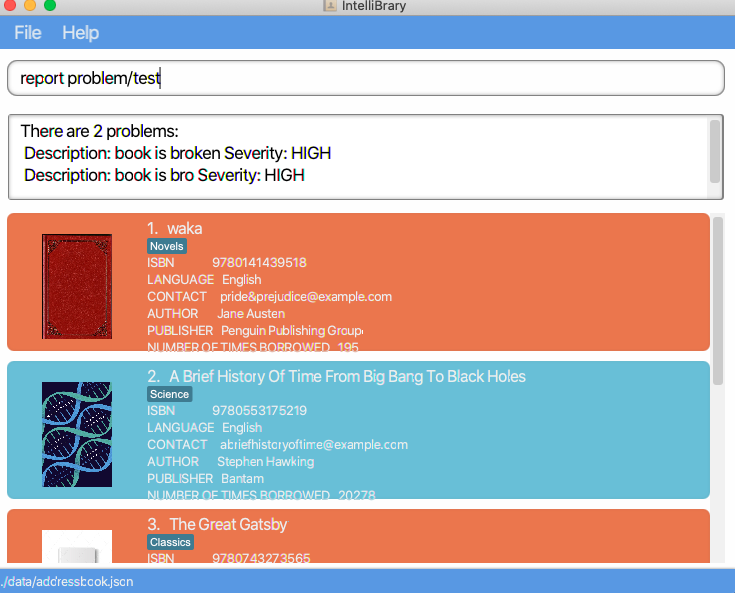 IntelliBrary
File Help
report problem/test
There are 2 problems:
Description: book is broken Severity: HIGH
Description: book is bro Severity: HIGH
1. waka
Novels
ISBN 9780141439518
LANGUAGE English
CONTACT pride&prejudice@example.com
AUTHOR Jane Austen
PUBLISHER Penguin Publishing Group
NUMBER OF TIMES BORROWED 195
2. A Brief History Of Time From Big Bang To Black Holes
Science
ISBN 9780553175219
LANGUAGE English
CONTACT abriefhistoryoftime@example.com
AUTHOR Stephen Hawking
PUBLISHER Bantam
NUMBER OF TIMES BORROWED 20278
3. The Great Gatsby
Classics
ISBN 9780743273565
./data/addressbook.json